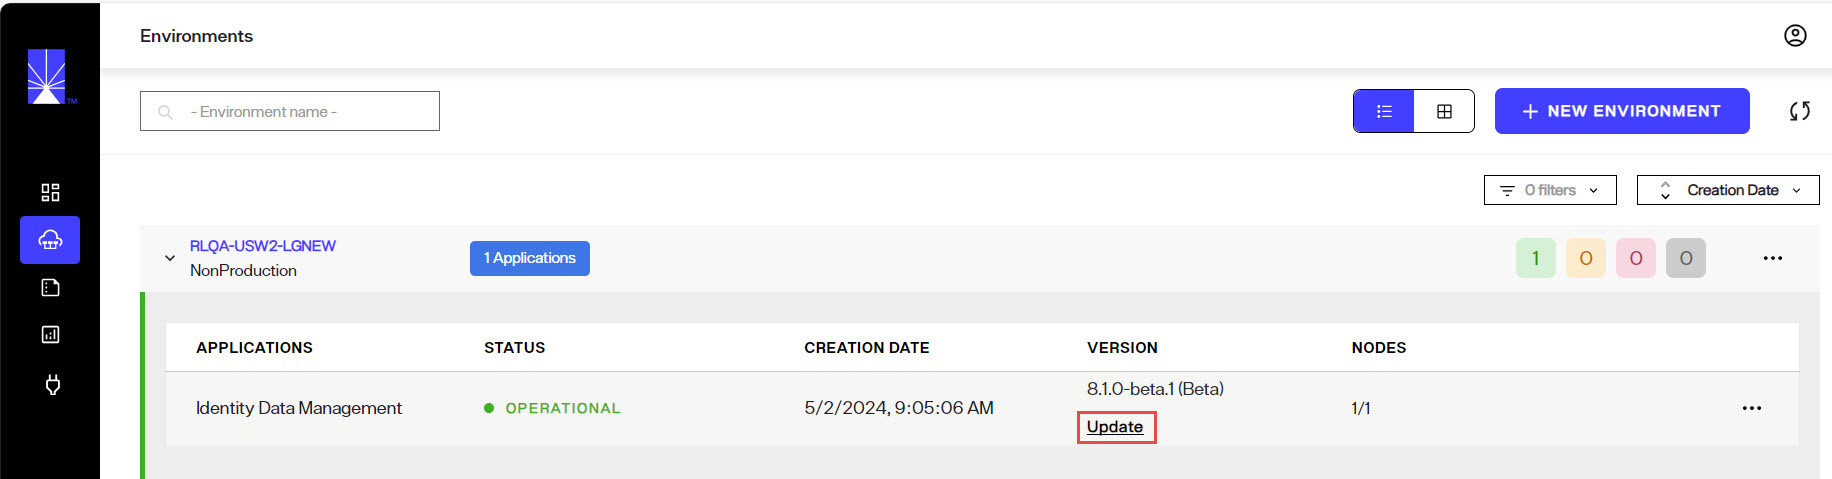 Environments
TM
- Environment name -
NEW ENVIRONMENT
0 filters
Creation Date
RLQA-USW2-LGNEW
NonProduction
1 Applications
1
0
0
0
APPLICATIONS
STATUS
CREATION DATE
VERSION
NODES
Identity Data Management
OPERATIONAL
5/2/2024, 9:05:06 AM
8.1.0-beta.1 (Beta)
Update
1/1